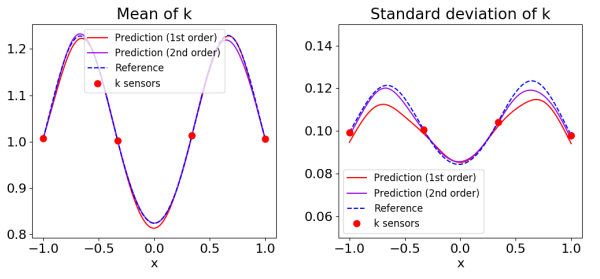 Mean of k
Prediction (1st order)
Prediction (2nd order)
Reference
k sensors
1.2
1.1
1.0
0.9
0.8
−1.0 −0.5 0.0 0.5 1.0
x
Standard deviation of k
0.14
0.12
0.10
0.08
0.06
Prediction (1st order)
Prediction (2nd order)
Reference
k sensors
−1.0 −0.5 0.0 0.5 1.0
x